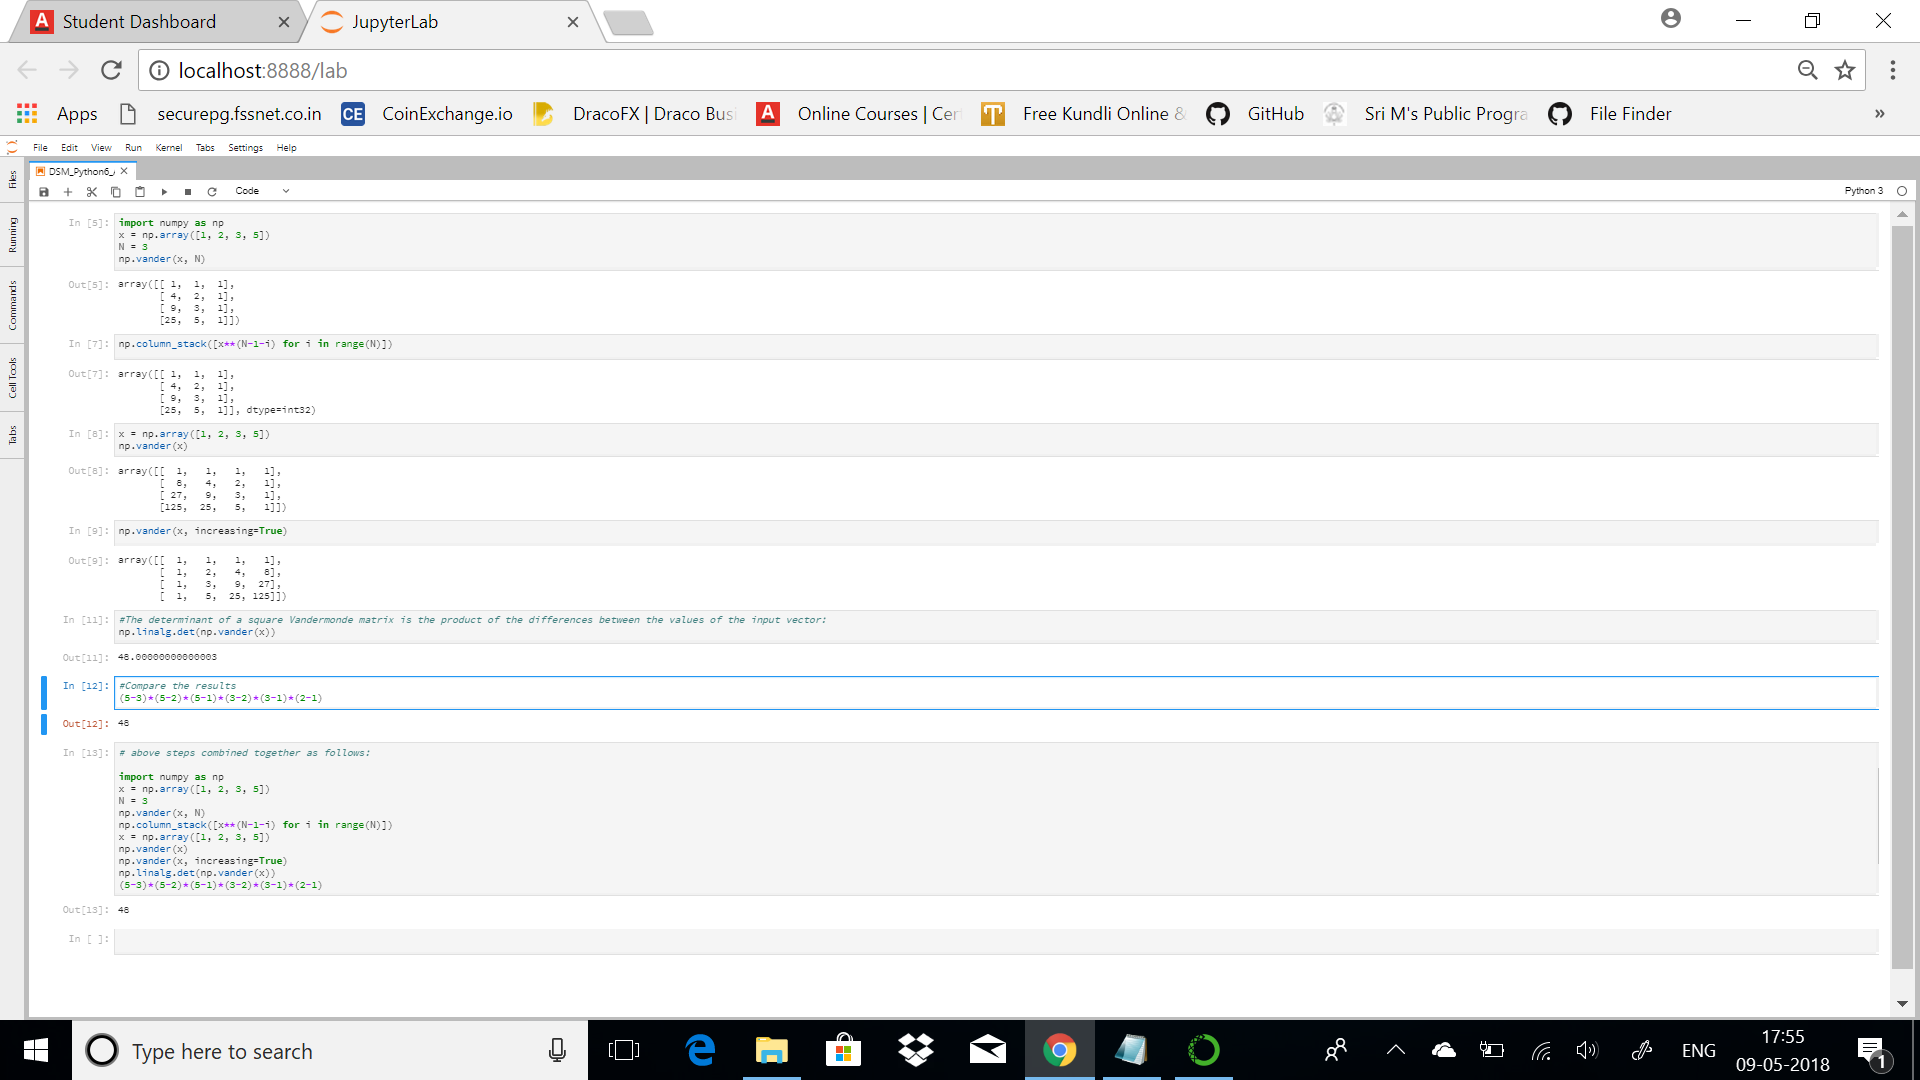 Student Dashboard
JupyterLab
localhost:8888/lab
Apps securepg.fssnet.co.in CoinExchange.io DracoFX | Draco Busi Online Courses | Cert Free Kundli Online & GitHub Sri M's Public Progra File Finder »
File Edit View Run Kernel Tabs Settings Help
DSM_Python6_
Code
Python 3
Files
Running
Commands
Cell Tools
Tabs
In [5]: import numpy as np
x = np.array([1, 2, 3, 5])
N = 3
np.vander(x, N)
Out[5]: array([[ 1,  1,  1],
[ 4,  2,  1],
[ 9,  3,  1],
[25,  5,  1]])
In [7]: np.column_stack([x**(N-1-i) for i in range(N)])
Out[7]: array([[ 1,  1,  1],
[ 4,  2,  1],
[ 9,  3,  1],
[25,  5,  1]], dtype=int32)
In [8]: x = np.array([1, 2, 3, 5])
np.vander(x)
Out[8]: array([[  1,   1,   1,   1],
[  8,   4,   2,   1],
[ 27,   9,   3,   1],
[125,  25,   5,   1]])
In [9]: np.vander(x, increasing=True)
Out[9]: array([[  1,   1,   1,   1],
[  1,   2,   4,   8],
[  1,   3,   9,  27],
[  1,   5,  25, 125]])
In [11]: #The determinant of a square Vandermonde matrix is the product of the differences between the values of the input vector:
np.linalg.det(np.vander(x))
Out[11]: 48.00000000000003
In [12]: #Compare the results
(5-3)*(5-2)*(5-1)*(3-2)*(3-1)*(2-1)
Out[12]: 48
In [13]: # above steps combined together as follows:
import numpy as np
x = np.array([1, 2, 3, 5])
N = 3
np.vander(x, N)
np.column_stack([x**(N-1-i) for i in range(N)])
x = np.array([1, 2, 3, 5])
np.vander(x)
np.vander(x, increasing=True)
np.linalg.det(np.vander(x))
(5-3)*(5-2)*(5-1)*(3-2)*(3-1)*(2-1)
Out[13]: 48
In [ ]:
Type here to search
ENG
17:55
09-05-2018
1